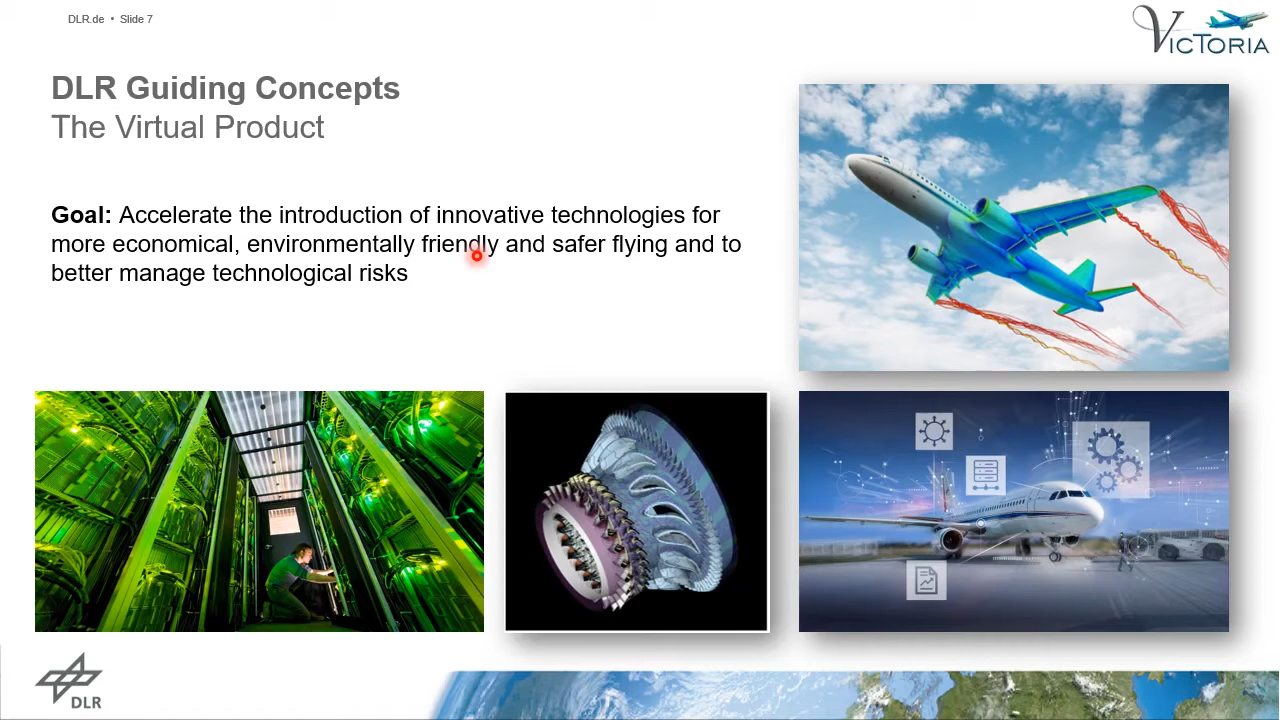 DLR.de • Slide 7
VICTORIA
DLR Guiding Concepts
The Virtual Product
Goal: Accelerate the introduction of innovative technologies for
more economical, environmentally friendly and safer flying and to
better manage technological risks
DLR